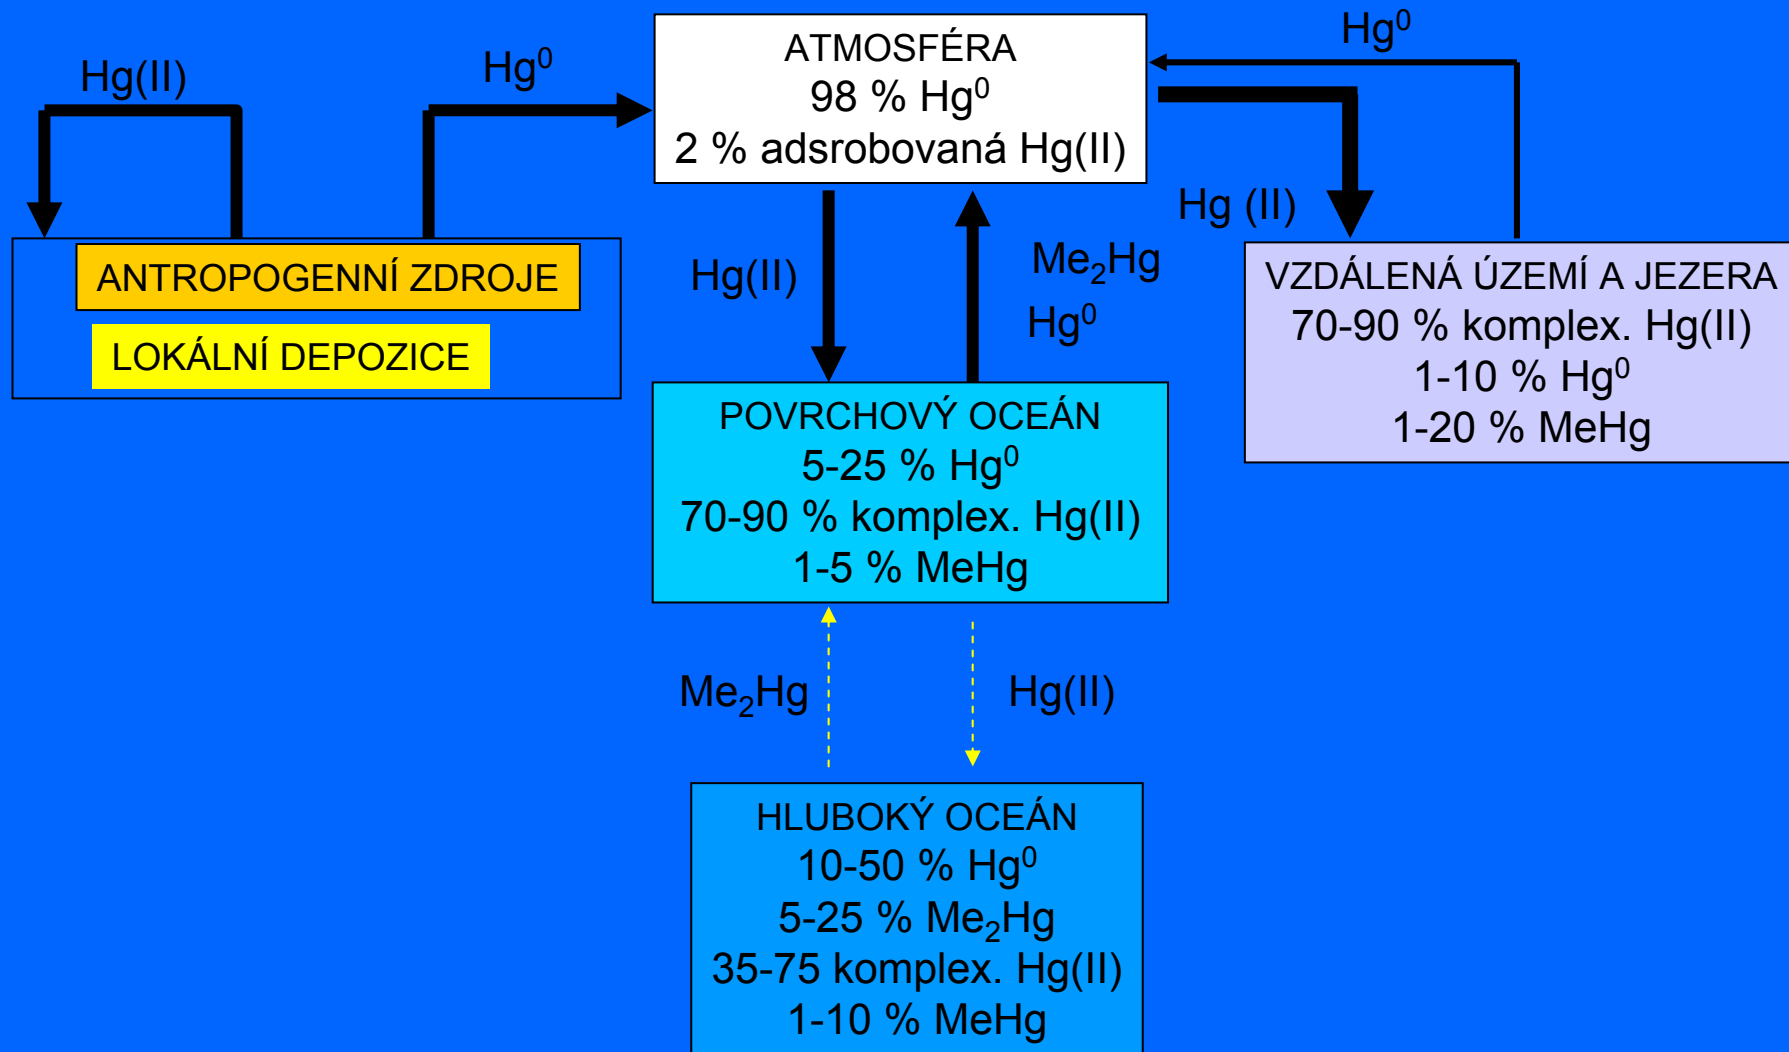 Hg(II)
Hg⁰
ATMOSFÉRA
98 % Hg⁰
2 % adsrobovaná Hg(II)
Hg⁰
Hg (II)
ANTROPOGENNÍ ZDROJE
LOKÁLNÍ DEPOZICE
Hg(II)
Me₂Hg
Hg⁰
VZDÁLENÁ ÚZEMÍ A JEZERA
70-90 % komplex. Hg(II)
1-10 % Hg⁰
1-20 % MeHg
POVRCHOVÝ OCEÁN
5-25 % Hg⁰
70-90 % komplex. Hg(II)
1-5 % MeHg
Me₂Hg
Hg(II)
HLUBOKÝ OCEÁN
10-50 % Hg⁰
5-25 % Me₂Hg
35-75 komplex. Hg(II)
1-10 % MeHg